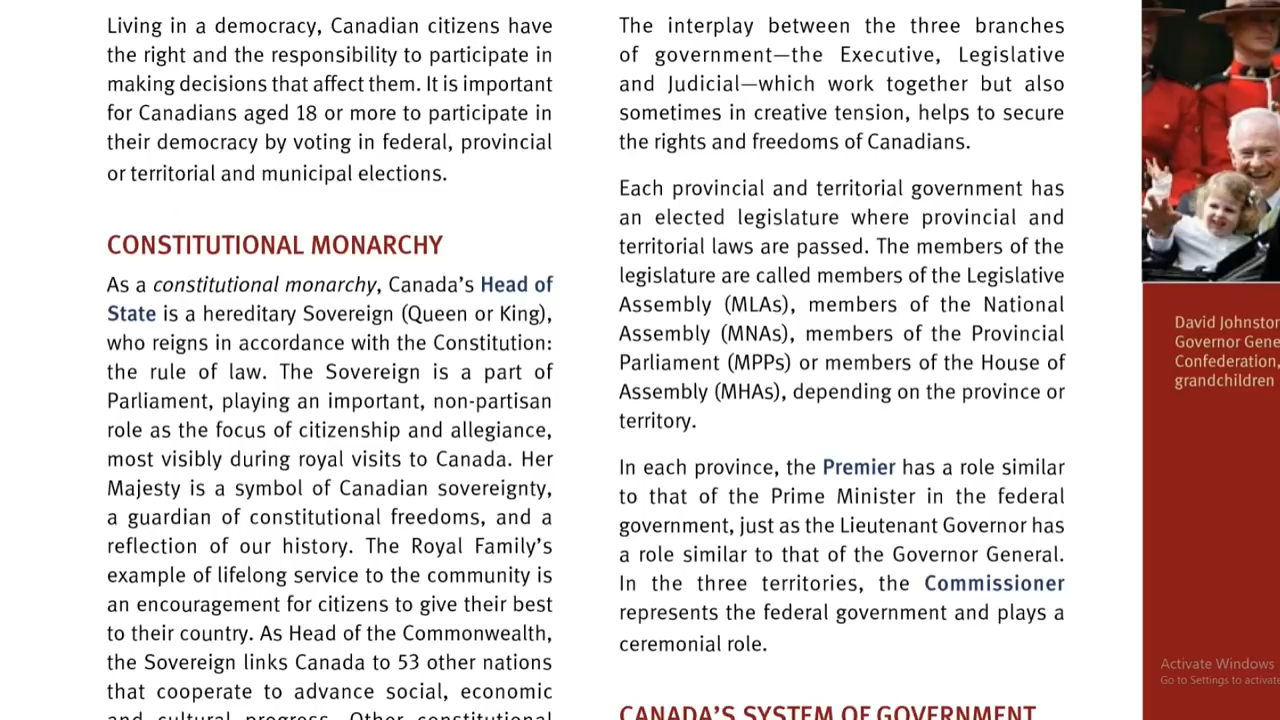 Living in a democracy, Canadian citizens have
the right and the responsibility to participate in
making decisions that affect them. It is important
for Canadians aged 18 or more to participate in
their democracy by voting in federal, provincial
or territorial and municipal elections.
CONSTITUTIONAL MONARCHY
As a constitutional monarchy, Canada's Head of
State is a hereditary Sovereign (Queen or King),
who reigns in accordance with the Constitution:
the rule of law. The Sovereign is a part of
Parliament, playing an important, non-partisan
role as the focus of citizenship and allegiance,
most visibly during royal visits to Canada. Her
Majesty is a symbol of Canadian sovereignty,
a guardian of constitutional freedoms, and a
reflection of our history. The Royal Family's
example of lifelong service to the community is
an encouragement for citizens to give their best
to their country. As Head of the Commonwealth,
the Sovereign links Canada to 53 other nations
that cooperate to advance social, economic
and cultural progress. Other constitutional
The interplay between the three branches
of government—the Executive, Legislative
and Judicial—which work together but also
sometimes in creative tension, helps to secure
the rights and freedoms of Canadians.
Each provincial and territorial government has
an elected legislature where provincial and
territorial laws are passed. The members of the
legislature are called members of the Legislative
Assembly (MLAs), members of the National
Assembly (MNAs), members of the Provincial
Parliament (MPPs) or members of the House of
Assembly (MHAs), depending on the province or
territory.
In each province, the Premier has a role similar
to that of the Prime Minister in the federal
government, just as the Lieutenant Governor has
a role similar to that of the Governor General.
In the three territories, the Commissioner
represents the federal government and plays a
ceremonial role.
CANADA'S SYSTEM OF GOVERNMENT
David Johnston
Governor Gene
Confederation,
grandchildren
Activate Windows
Go to Settings to activate